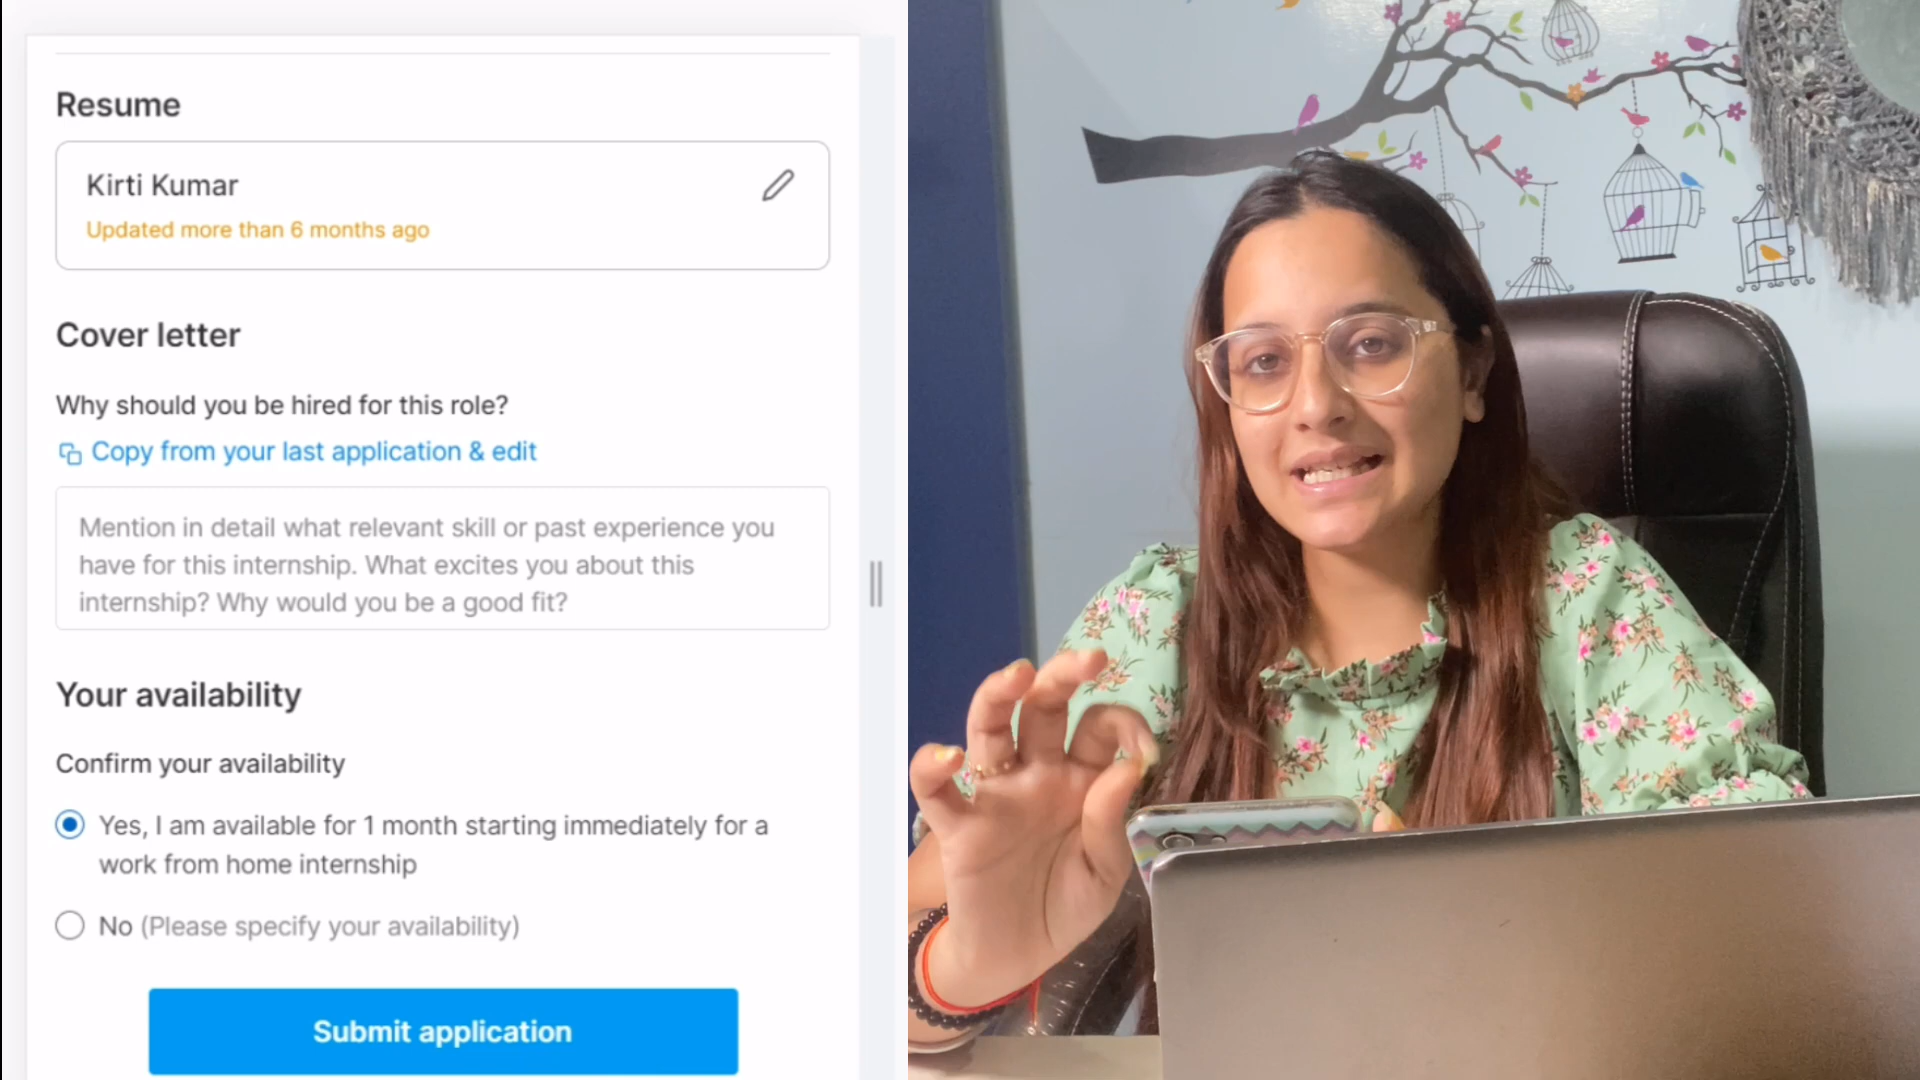 Resume
Kirti Kumar
Updated more than 6 months ago
Cover letter
Why should you be hired for this role?
Copy from your last application & edit
Mention in detail what relevant skill or past experience you
have for this internship. What excites you about this
internship? Why would you be a good fit?
Your availability
Confirm your availability
Yes, I am available for 1 month starting immediately for a
work from home internship
No (Please specify your availability)
Submit application